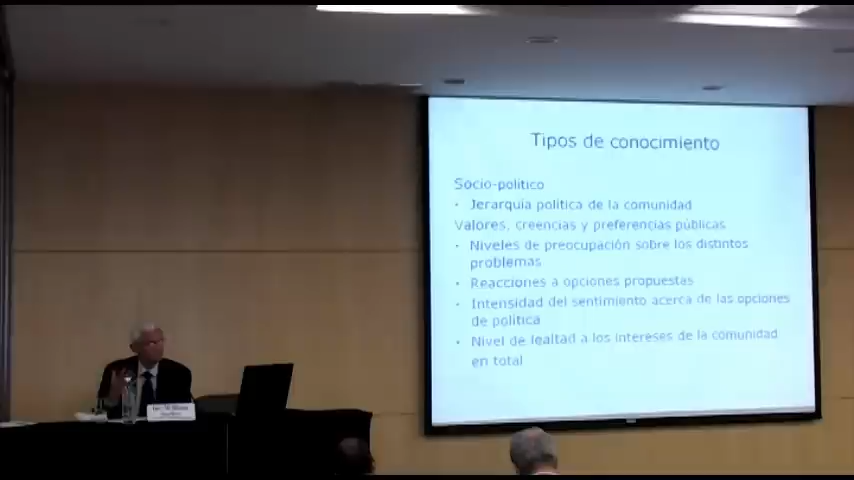 Tipos de conocimiento
Socio-político
• Jerarquía política de la comunidad
Valores, creencias y preferencias públicas
• Niveles de preocupación sobre los distintos
problemas
• Reacciones a opciones propuestas
• Intensidad del sentimiento acerca de las opciones
de política
• Nivel de lealtad a los intereses de la comunidad
en total